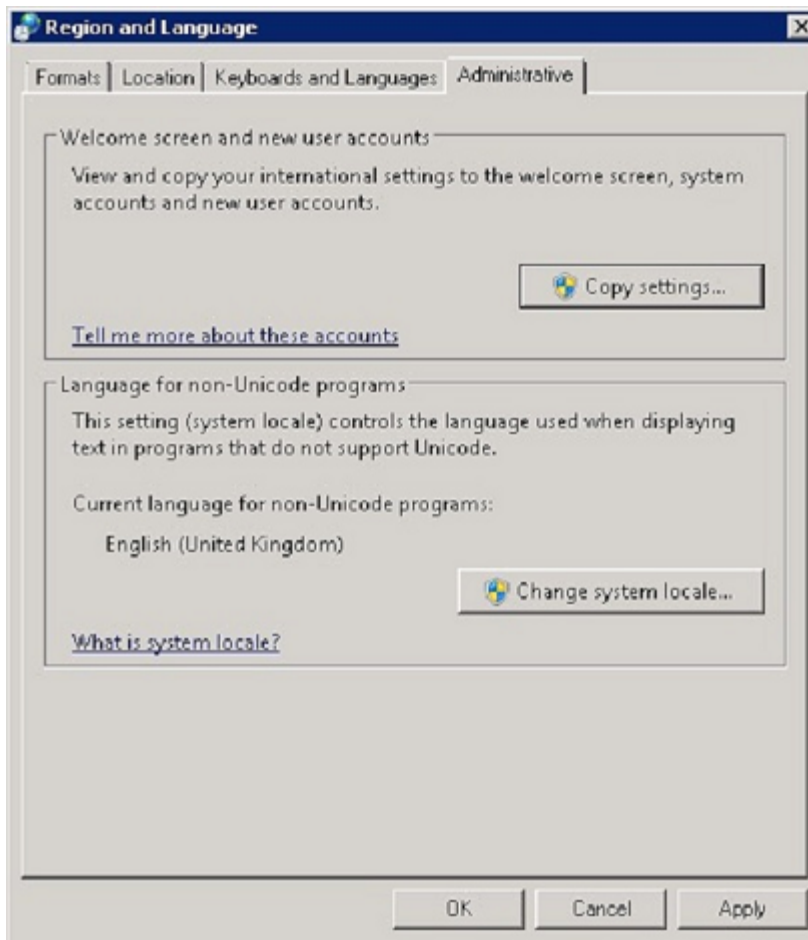 Region and Language
Formats Location Keyboards and Languages Administrative
Welcome screen and new user accounts
View and copy your international settings to the welcome screen, system
accounts and new user accounts.
Copy settings...
Tell me more about these accounts
Language for non-Unicode programs
This setting (system locale) controls the language used when displaying
text in programs that do not support Unicode.
Current language for non-Unicode programs:
English (United Kingdom)
Change system locale...
What is system locale?
OK Cancel Apply